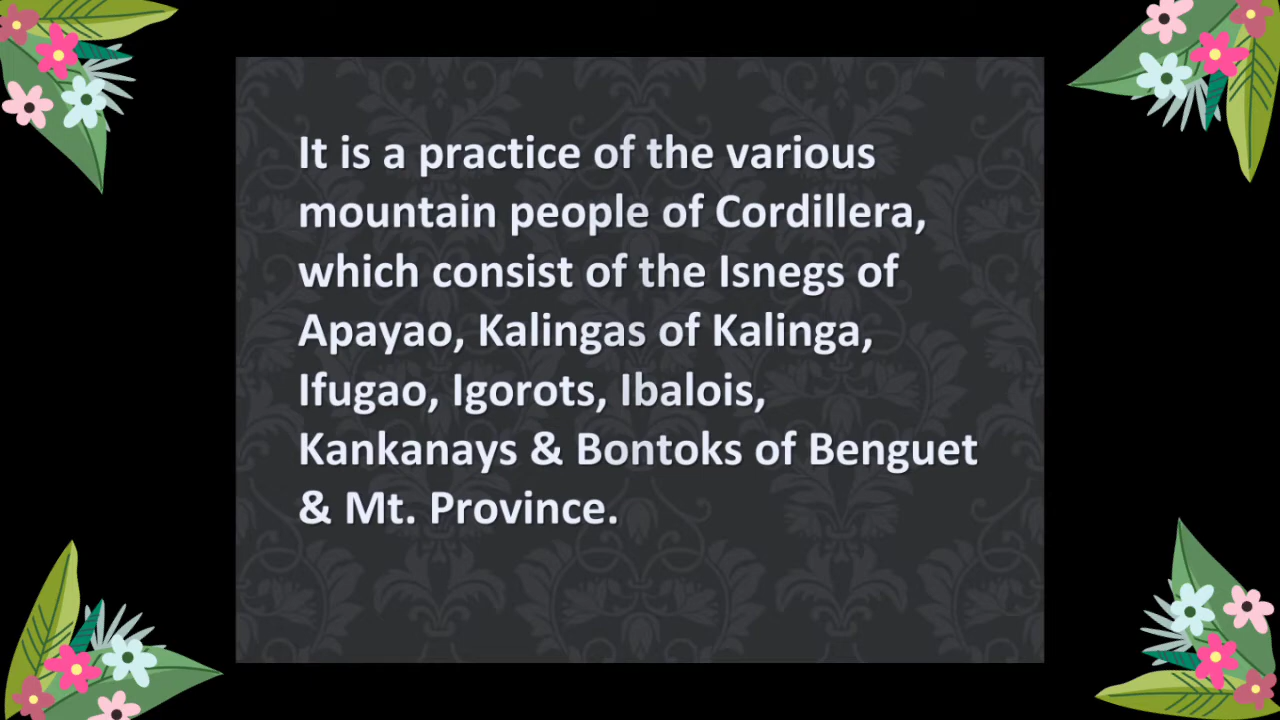 It is a practice of the various
mountain people of Cordillera,
which consist of the Isnegs of
Apayao, Kalingas of Kalinga,
Ifugao, Igorots, Ibalois,
Kankanays & Bontoks of Benguet
& Mt. Province.